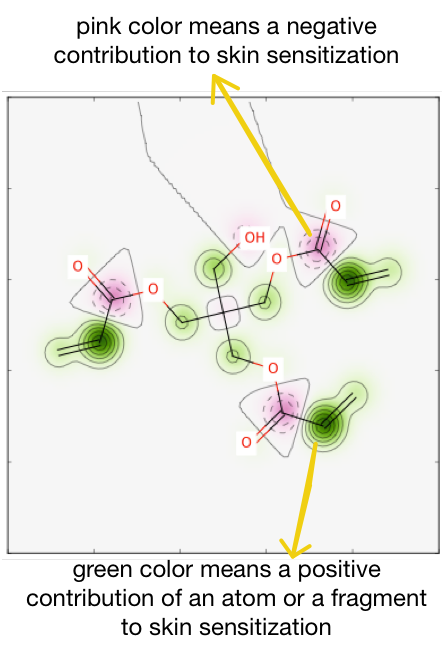 pink color means a negative
contribution to skin sensitization
O
OH
O
O
O
O
O
green color means a positive
contribution of an atom or a fragment
to skin sensitization